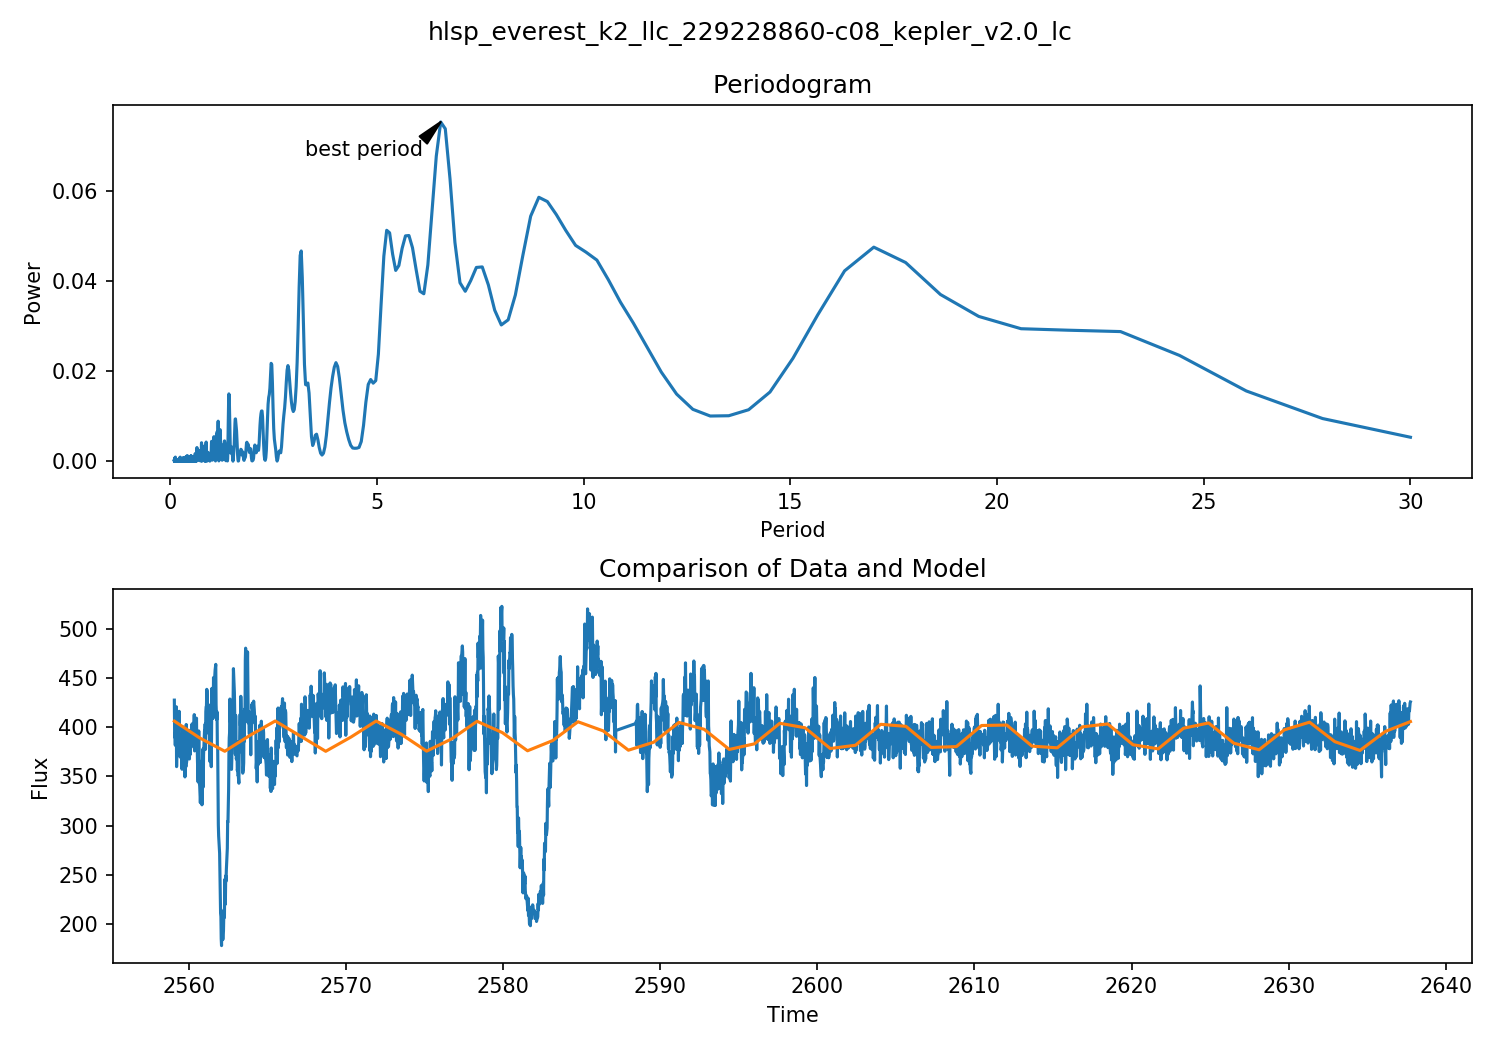 hlsp_everest_k2_llc_229228860-c08_kepler_v2.0_lc
Periodogram
best period
Power
0.06
0.04
0.02
0.00
0 5 10 15 20 25 30
Period
Comparison of Data and Model
Flux
500
450
400
350
300
250
200
2560 2570 2580 2590 2600 2610 2620 2630 2640
Time